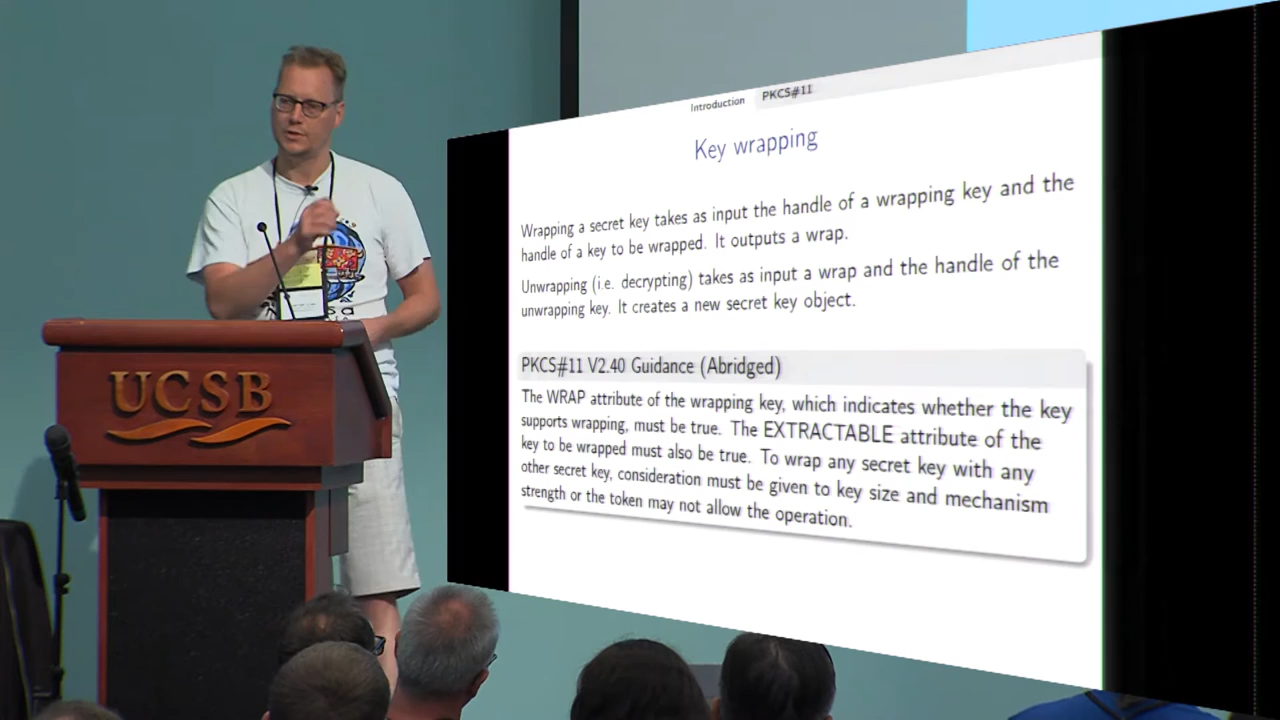 Introduction PKCS#11
Key wrapping
Wrapping a secret key takes as input the handle of a wrapping key and the
handle of a key to be wrapped. It outputs a wrap.
Unwrapping (i.e. decrypting) takes as input a wrap and the handle of the
unwrapping key. It creates a new secret key object.
PKCS#11 V2.40 Guidance (Abridged)
The WRAP attribute of the wrapping key, which indicates whether the key
supports wrapping, must be true. The EXTRACTABLE attribute of the
key to be wrapped must also be true. To wrap any secret key with any
other secret key, consideration must be given to key size and mechanism
strength or the token may not allow the operation.
UCSB